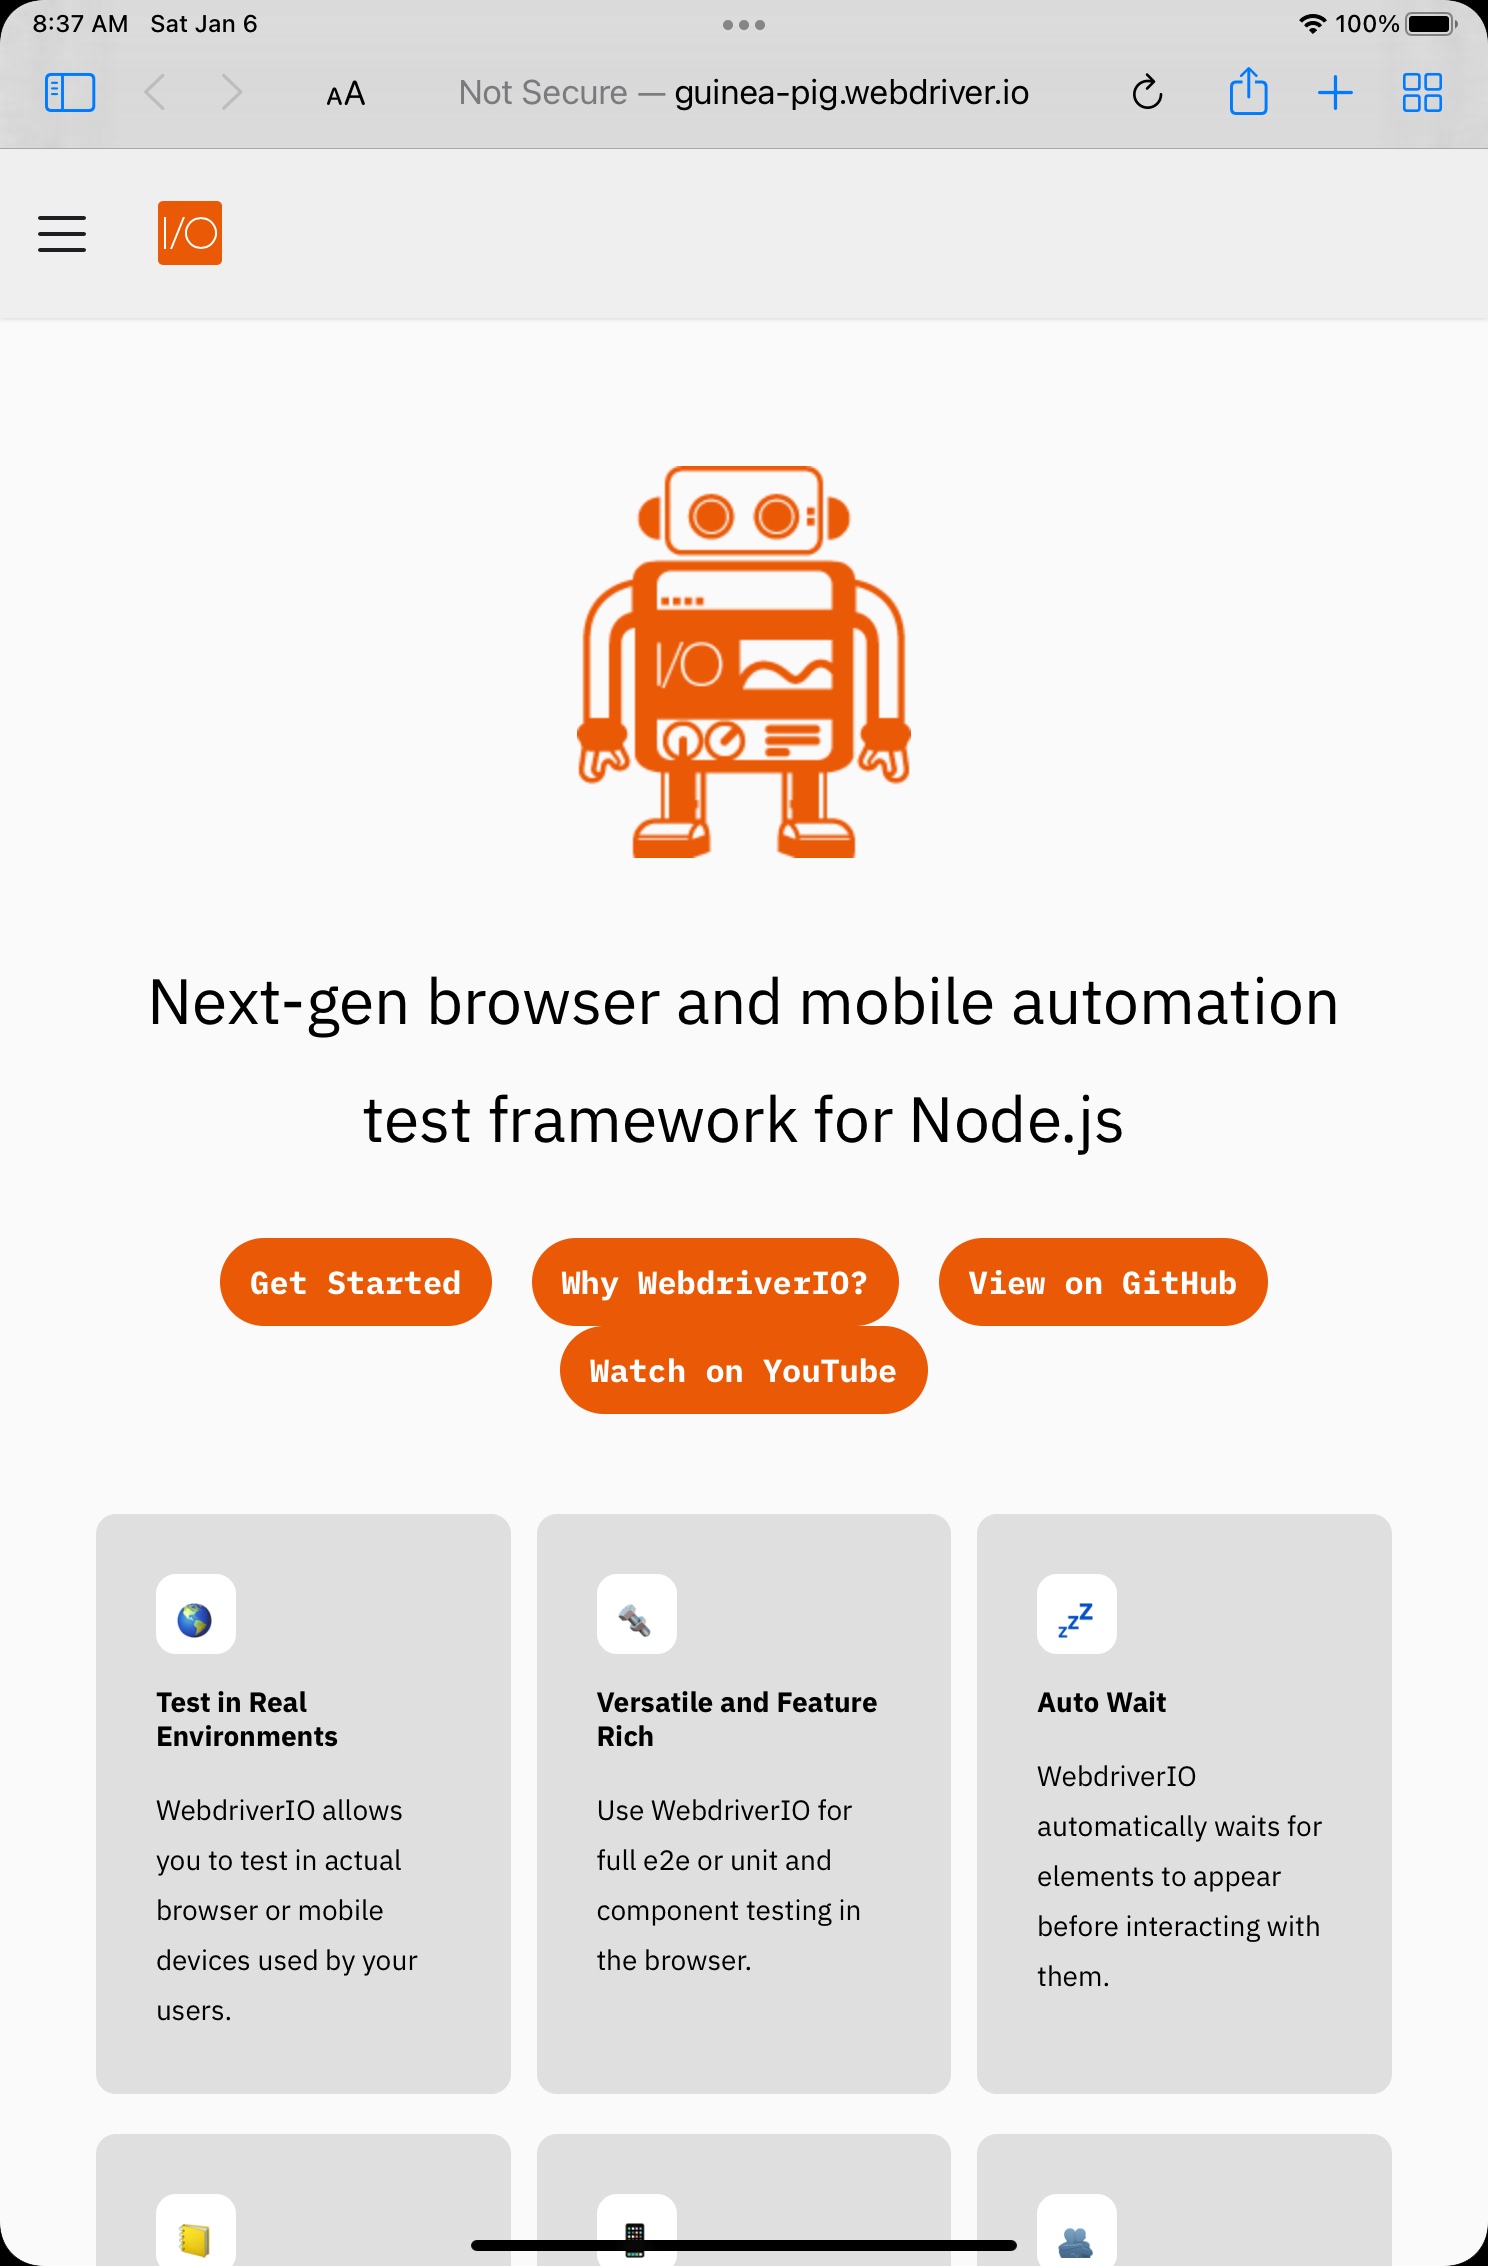 8:37 AM Sat Jan 6 100%
AA Not Secure — guinea-pig.webdriver.io
I/O
I/O
Next-gen browser and mobile automation
test framework for Node.js
Get Started Why WebdriverIO? View on GitHub
Watch on YouTube
zzZ
Test in Real
Environments
WebdriverIO allows
you to test in actual
browser or mobile
devices used by your
users.
Versatile and Feature
Rich
Use WebdriverIO for
full e2e or unit and
component testing in
the browser.
Auto Wait
WebdriverIO
automatically waits for
elements to appear
before interacting with
them.